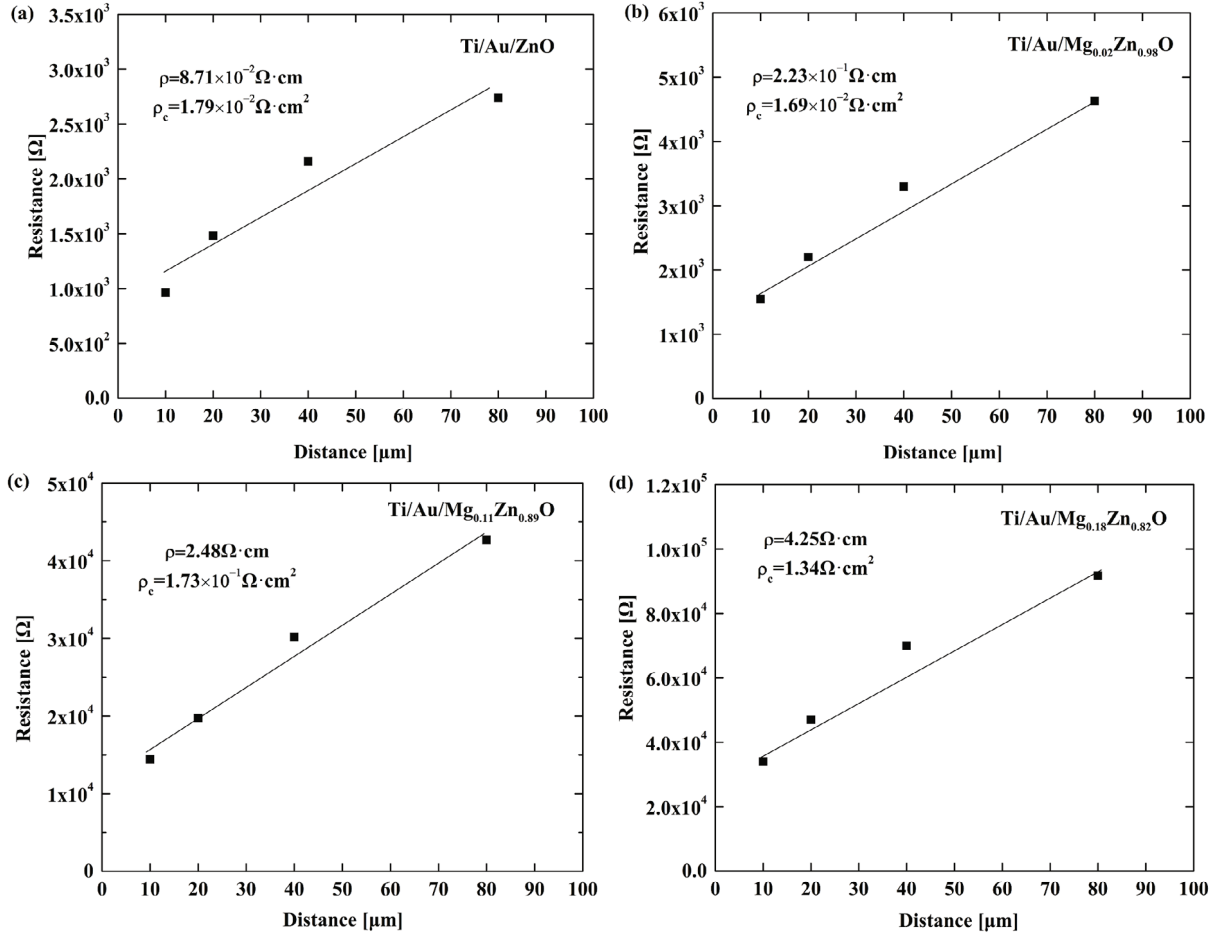 (a)
Ti/Au/ZnO
ρ=8.71×10⁻²Ω·cm
ρc=1.79×10⁻²Ω·cm²
3.5x10³
3.0x10³
2.5x10³
2.0x10³
1.5x10³
1.0x10³
5.0x10²
0.0
Resistance [Ω]
0 10 20 30 40 50 60 70 80 90 100
Distance [μm]
(b)
Ti/Au/Mg0.02Zn0.98O
ρ=2.23×10⁻¹Ω·cm
ρc=1.69×10⁻²Ω·cm²
6x10³
5x10³
4x10³
3x10³
2x10³
1x10³
0
Resistance [Ω]
0 10 20 30 40 50 60 70 80 90 100
Distance [μm]
(c)
Ti/Au/Mg0.11Zn0.89O
ρ=2.48Ω·cm
ρc=1.73×10⁻¹Ω·cm²
5x10⁴
4x10⁴
3x10⁴
2x10⁴
1x10⁴
0
Resistance [Ω]
0 10 20 30 40 50 60 70 80 90 100
Distance [μm]
(d)
Ti/Au/Mg0.18Zn0.82O
ρ=4.25Ω·cm
ρc=1.34Ω·cm²
1.2x10⁵
1.0x10⁵
8.0x10⁴
6.0x10⁴
4.0x10⁴
2.0x10⁴
0.0
Resistance [Ω]
0 10 20 30 40 50 60 70 80 90 100
Distance [μm]